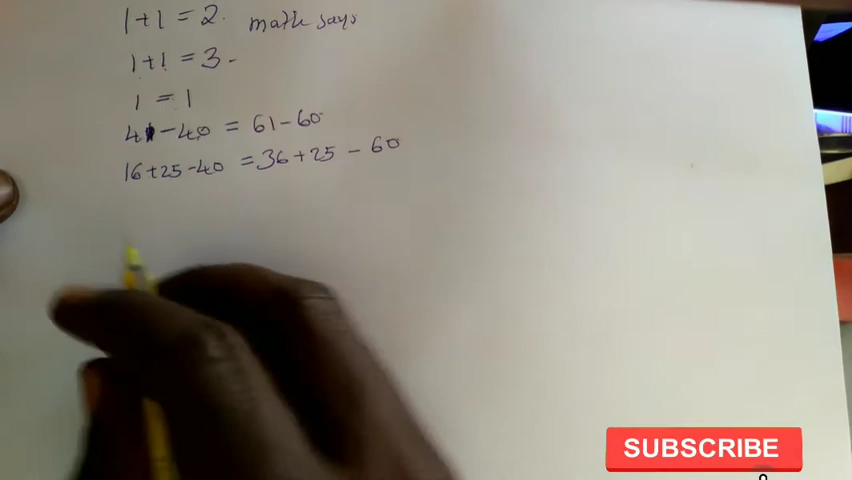 1+1 = 2. math says
1+1 = 3.
1 = 1
41-40 = 61-60
16+25-40 = 36+25-60
SUBSCRIBE